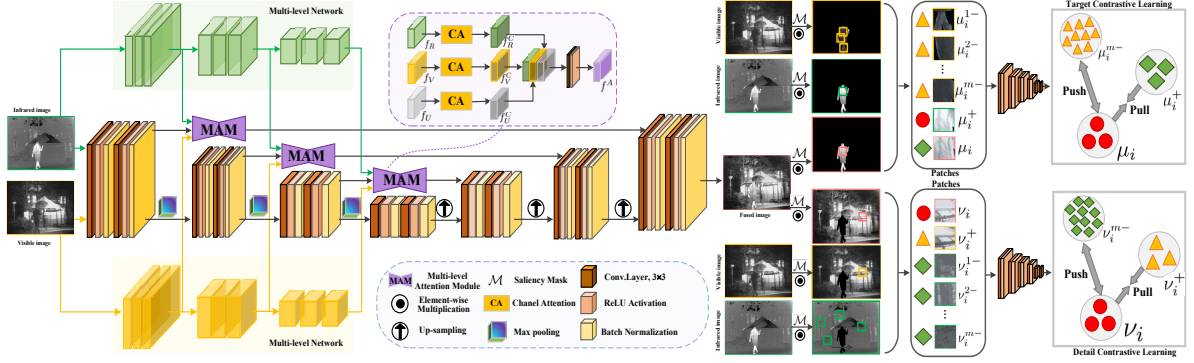 Multi-level Network
Infrared image
Visible image
MAM
MAM
MAM
f_R
CA
f_R^C
f_V
CA
f_V^C
f_U
CA
f_U^C
f^A
Multi-level Network
MAM
Multi-level
Attention Module
Element-wise
Multiplication
Up-sampling
M
Saliency Mask
CA
Chanel Attention
Max pooling
Conv.Layer, 3×3
ReLU Activation
Batch Normalization
Visible image
M
Infrared image
M
M
Fused image
M
Visible image
M
Infrared image
M
μ_i^{1-}
μ_i^{2-}
⋮
μ_i^{m-}
μ_i^+
μ_i
Patches
Patches
ν_i
ν_i^+
ν_i^{1-}
ν_i^{2-}
⋮
ν_i^{m-}
Target Contrastive Learning
μ_i^{m-}
μ_i^+
Push
Pull
μ_i
ν_i^{m-}
ν_i^+
Push
Pull
ν_i
Detail Contrastive Learning